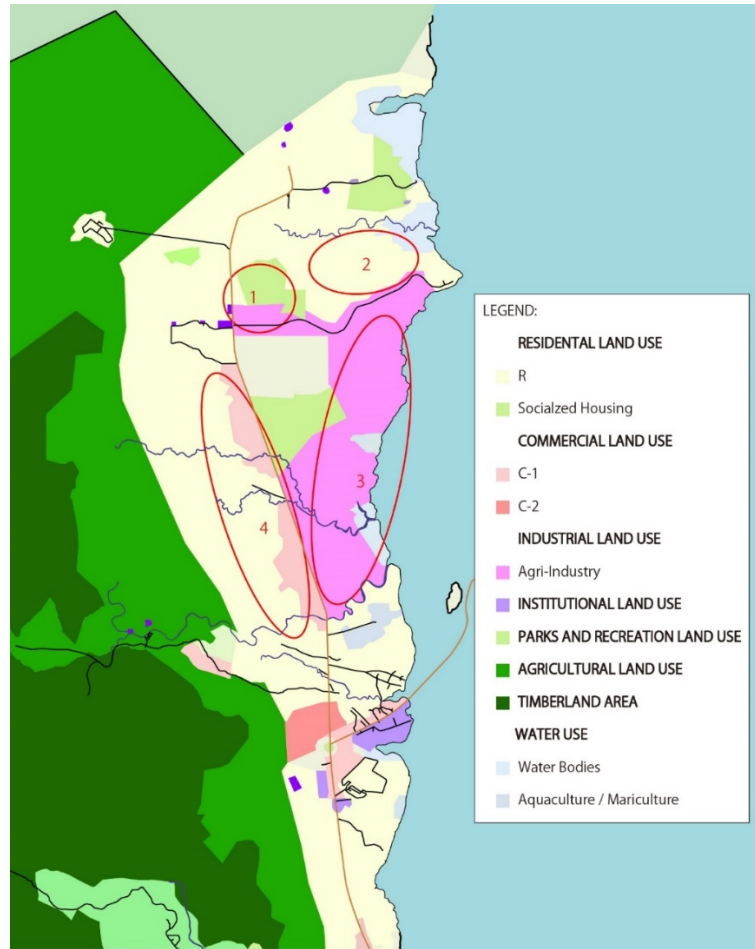 1
2
3
4
LEGEND:
RESIDENTAL LAND USE
R
Socialzed Housing
COMMERCIAL LAND USE
C-1
C-2
INDUSTRIAL LAND USE
Agri-Industry
INSTITUTIONAL LAND USE
PARKS AND RECREATION LAND USE
AGRICULTURAL LAND USE
TIMBERLAND AREA
WATER USE
Water Bodies
Aquaculture / Mariculture